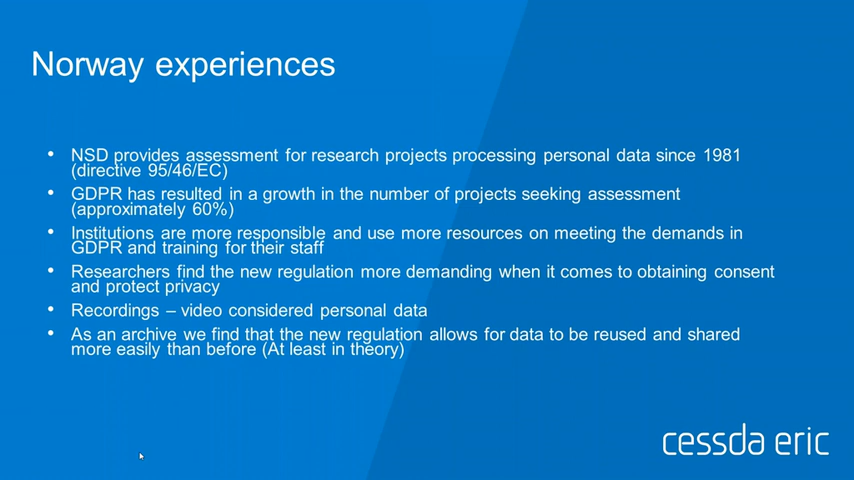 Norway experiences
• NSD provides assessment for research projects processing personal data since 1981
(directive 95/46/EC)
• GDPR has resulted in a growth in the number of projects seeking assessment
(approximately 60%)
• Institutions are more responsible and use more resources on meeting the demands in
GDPR and training for their staff
• Researchers find the new regulation more demanding when it comes to obtaining consent
and protect privacy
• Recordings – video considered personal data
• As an archive we find that the new regulation allows for data to be reused and shared
more easily than before (At least in theory)
cessda eric